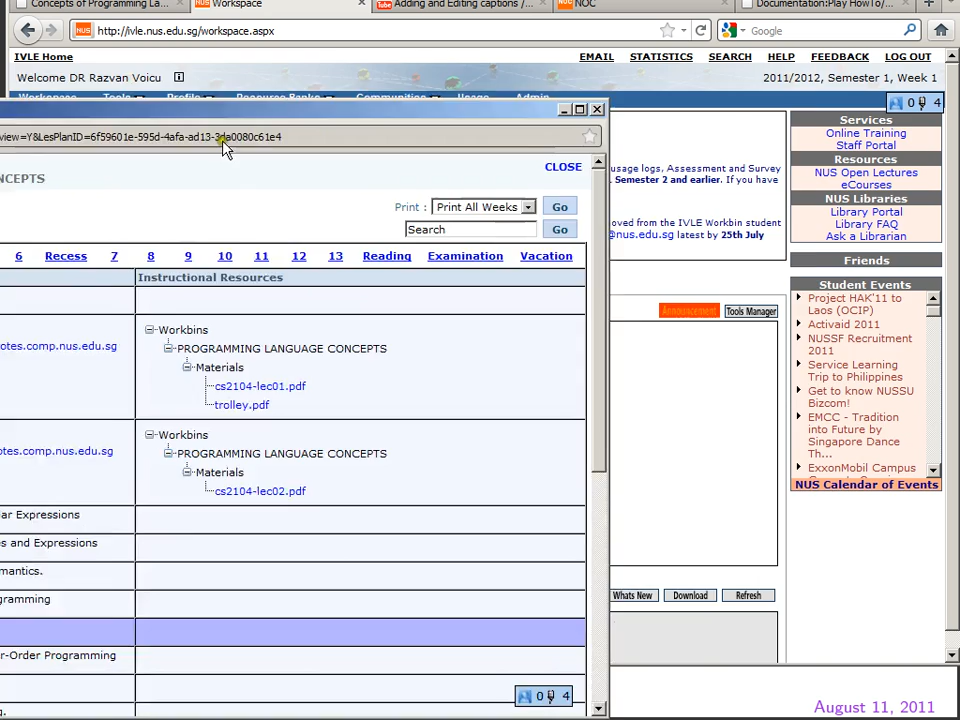 Concepts of Programming La...
Workspace
Adding and Editing captions /...
NOC
Documentation:Play HowTo/...
http://ivle.nus.edu.sg/workspace.aspx
Google
IVLE Home
EMAIL STATISTICS SEARCH HELP FEEDBACK LOG OUT
Welcome DR Razvan Voicu
2011/2012, Semester 1, Week 1
0 4
view=Y&LesPlanID=6f59601e-595d-4afa-ad13-3da0080c61e4
CLOSE
NCEPTS
Print : Print All Weeks Go
Search Go
6 Recess 7 8 9 10 11 12 13 Reading Examination Vacation
Instructional Resources
Workbins
otes.comp.nus.edu.sg
PROGRAMMING LANGUAGE CONCEPTS
Materials
cs2104-lec01.pdf
trolley.pdf
Workbins
otes.comp.nus.edu.sg
PROGRAMMING LANGUAGE CONCEPTS
Materials
cs2104-lec02.pdf
lar Expressions
es and Expressions
mantics.
gramming
r-Order Programming
0 4
usage logs, Assessment and Survey
Semester 2 and earlier. If you have
oved from the IVLE Workbin student
@nus.edu.sg latest by 25th July
Announcement Tools Manager
Whats New Download Refresh
Services
Online Training
Staff Portal
Resources
NUS Open Lectures
eCourses
NUS Libraries
Library Portal
Library FAQ
Ask a Librarian
Friends
Student Events
Project HAK'11 to
Laos (OCIP)
Activaid 2011
NUSSF Recruitment
2011
Service Learning
Trip to Philippines
Get to know NUSSU
Bizcom!
EMCC - Tradition
into Future by
Singapore Dance
Th...
ExxonMobil Campus
NUS Calendar of Events
August 11, 2011